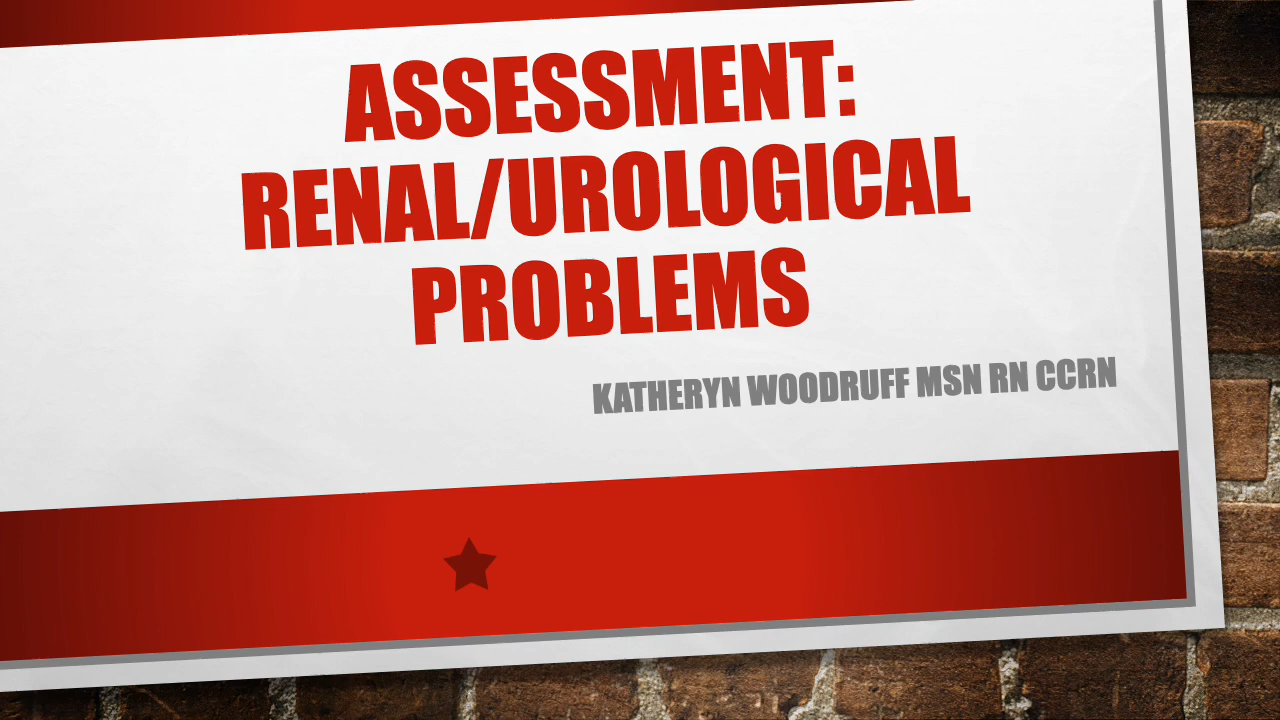 ASSESSMENT:
RENAL/UROLOGICAL
PROBLEMS
KATHERYN WOODRUFF MSN RN CCRN